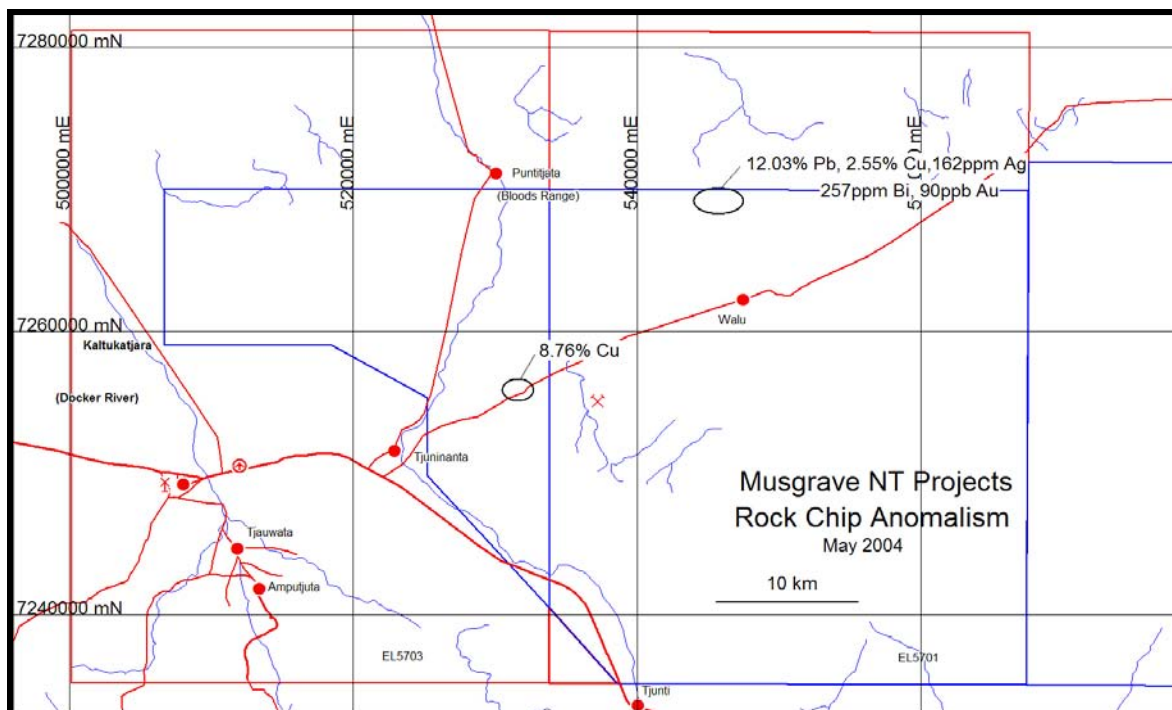 7280000 mN
500000 mE
520000 mE
540000 mE
12.03% Pb, 2.55% Cu,162ppm Ag
257ppm Bi, 90ppb Au
Puntitjata
(Bloods Range)
Walu
7260000 mN
Kaltukatjara
8.76% Cu
(Docker River)
Tjuninanta
Musgrave NT Projects
Rock Chip Anomalism
May 2004
Tjauwata
10 km
Amputjuta
7240000 mN
EL5703
EL5701
Tjunti